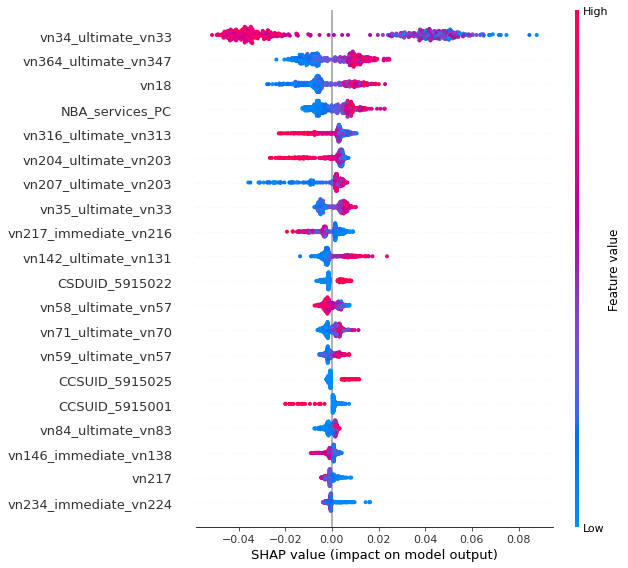 High
vn34_ultimate_vn33
vn364_ultimate_vn347
vn18
NBA_services_PC
vn316_ultimate_vn313
vn204_ultimate_vn203
vn207_ultimate_vn203
vn35_ultimate_vn33
vn217_immediate_vn216
vn142_ultimate_vn131
CSDUID_5915022
vn58_ultimate_vn57
vn71_ultimate_vn70
vn59_ultimate_vn57
CCSUID_5915025
CCSUID_5915001
vn84_ultimate_vn83
vn146_immediate_vn138
vn217
vn234_immediate_vn224
Feature value
Low
−0.04 −0.02 0.00 0.02 0.04 0.06 0.08
SHAP value (impact on model output)